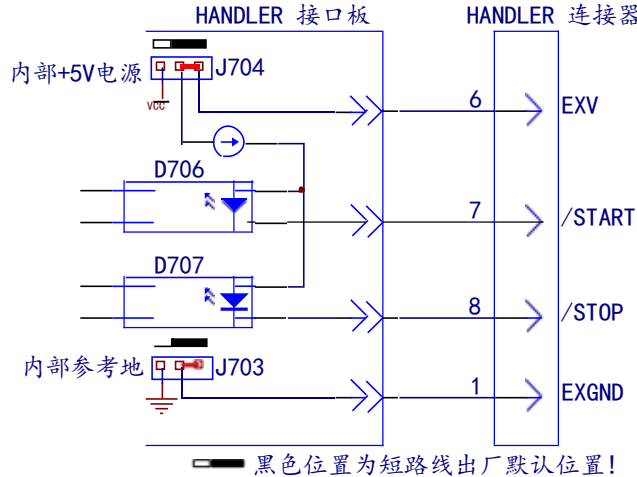 HANDLER 接口板
HANDLER 连接器
内部+5V电源
J704
VCC
6
EXV
D706
7
/START
D707
8
/STOP
内部参考地
J703
1
EXGND
黑色位置为短路线出厂默认位置!